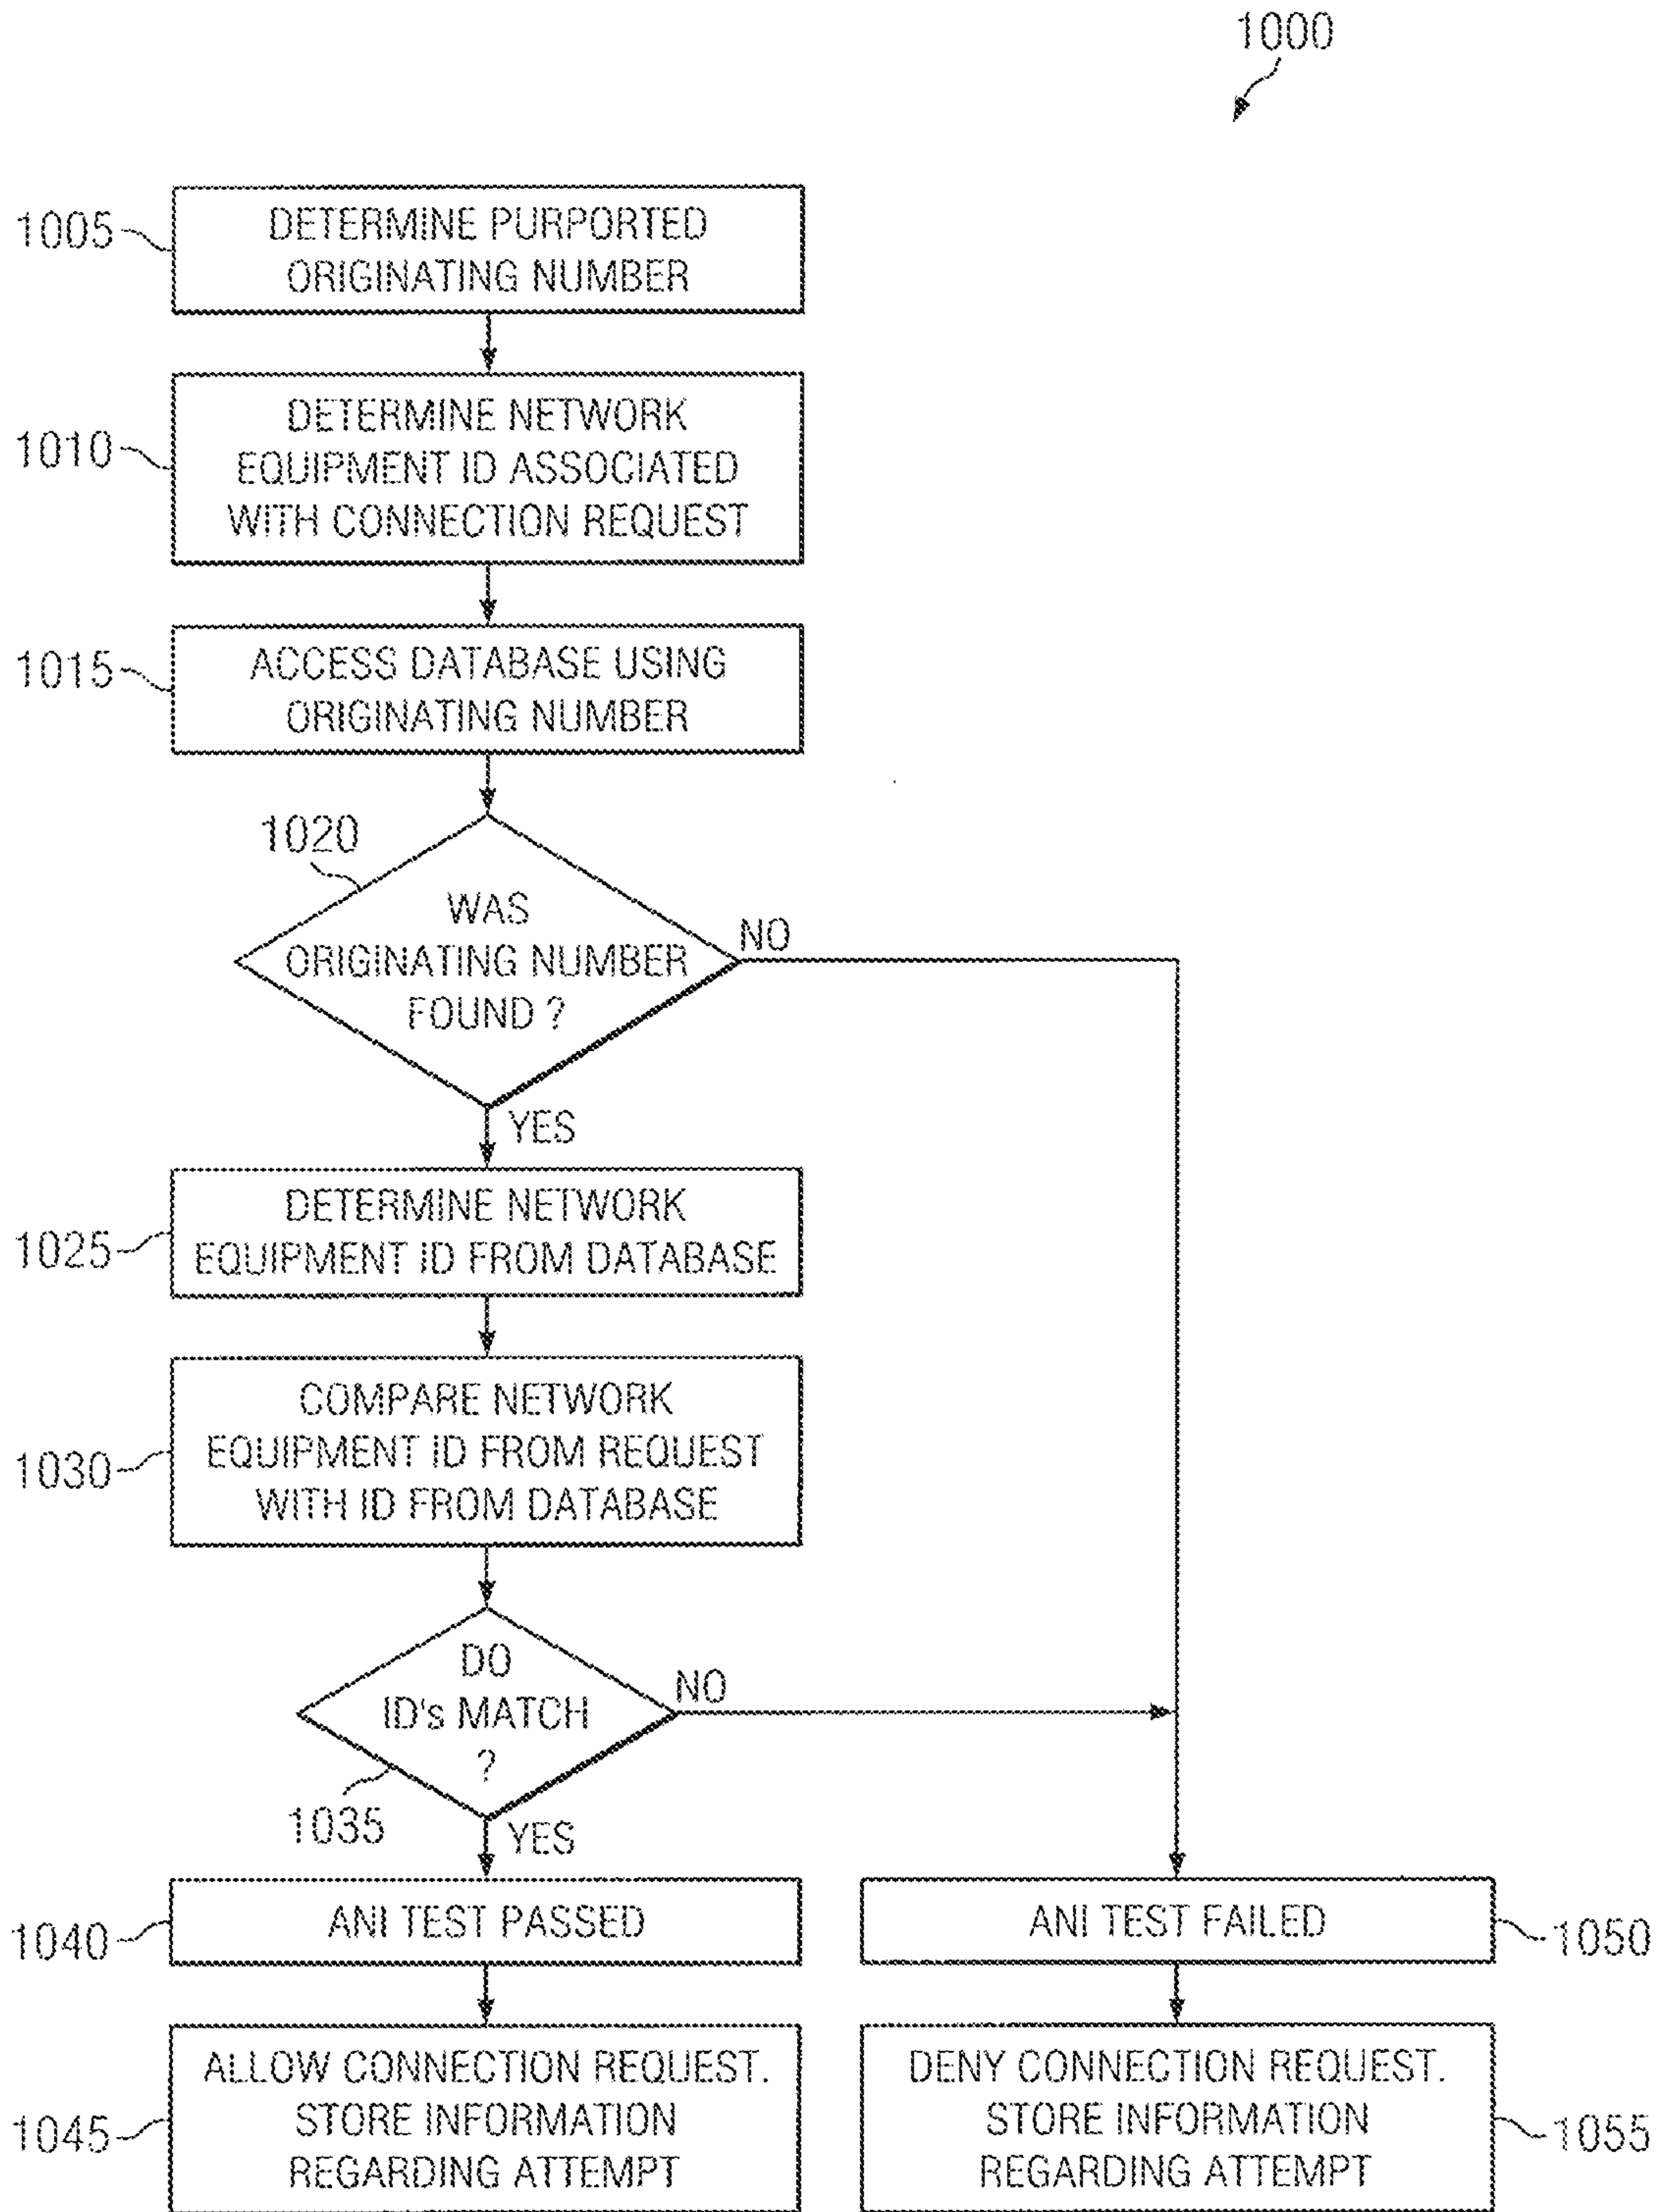 1000
1005
DETERMINE PURPORTED
ORIGINATING NUMBER
1010
DETERMINE NETWORK
EQUIPMENT ID ASSOCIATED
WITH CONNECTION REQUEST
1015
ACCESS DATABASE USING
ORIGINATING NUMBER
1020
WAS
ORIGINATING NUMBER
FOUND ?
NO
YES
1025
DETERMINE NETWORK
EQUIPMENT ID FROM DATABASE
1030
COMPARE NETWORK
EQUIPMENT ID FROM REQUEST
WITH ID FROM DATABASE
DO
ID's MATCH
?
NO
1035
YES
1040
ANI TEST PASSED
ANI TEST FAILED
1050
1045
ALLOW CONNECTION REQUEST.
STORE INFORMATION
REGARDING ATTEMPT
DENY CONNECTION REQUEST.
STORE INFORMATION
REGARDING ATTEMPT
1055